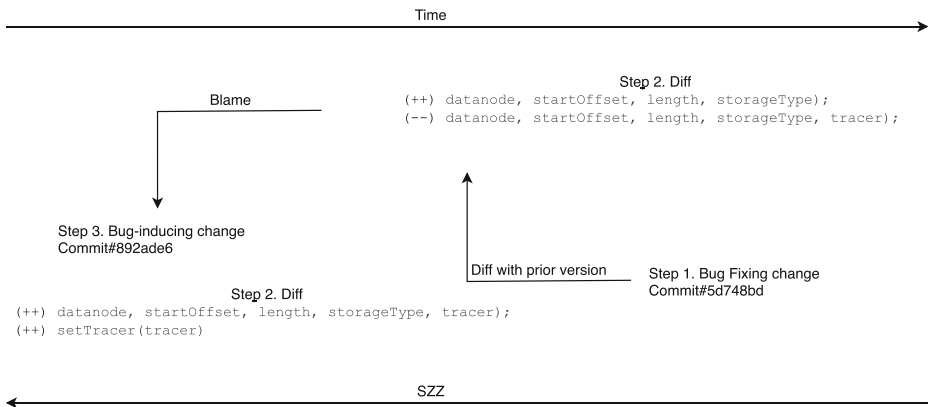 Time
Step 2. Diff
(++) datanode, startOffset, length, storageType);
(--) datanode, startOffset, length, storageType, tracer);
Blame
Step 3. Bug-inducing change
Commit#892ade6
Diff with prior version
Step 1. Bug Fixing change
Commit#5d748bd
Step 2. Diff
(++) datanode, startOffset, length, storageType, tracer);
(++) setTracer(tracer)
SZZ